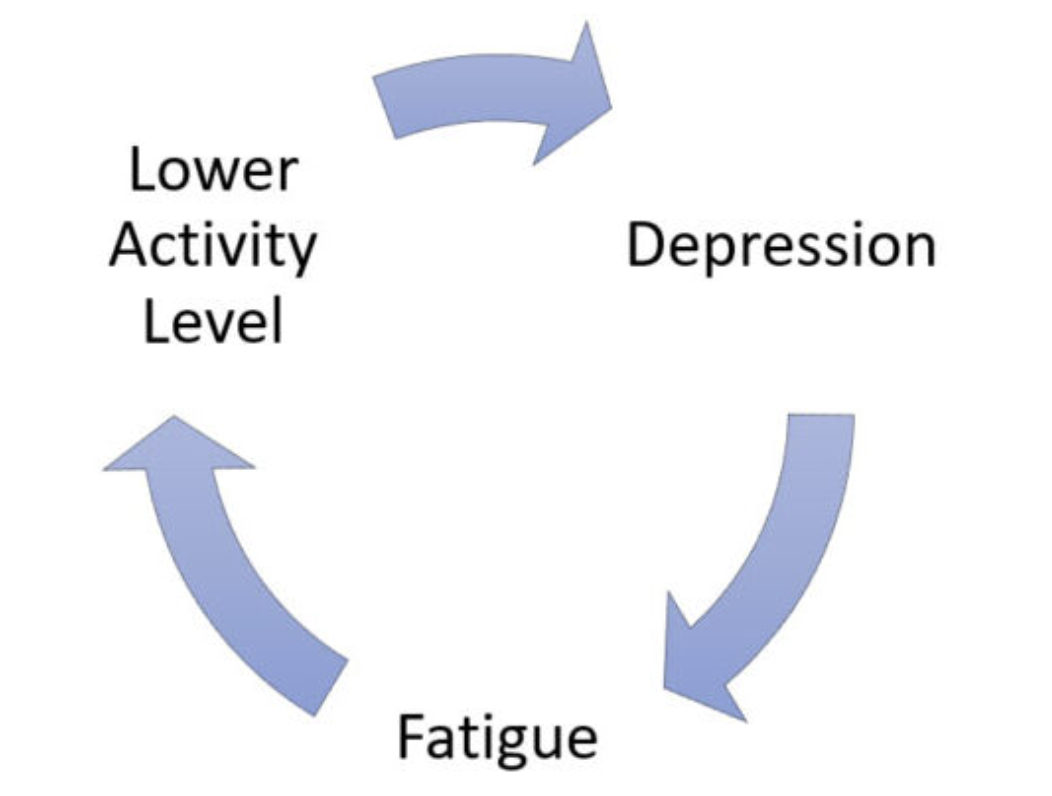 Lower
Activity
Level
Depression
Fatigue